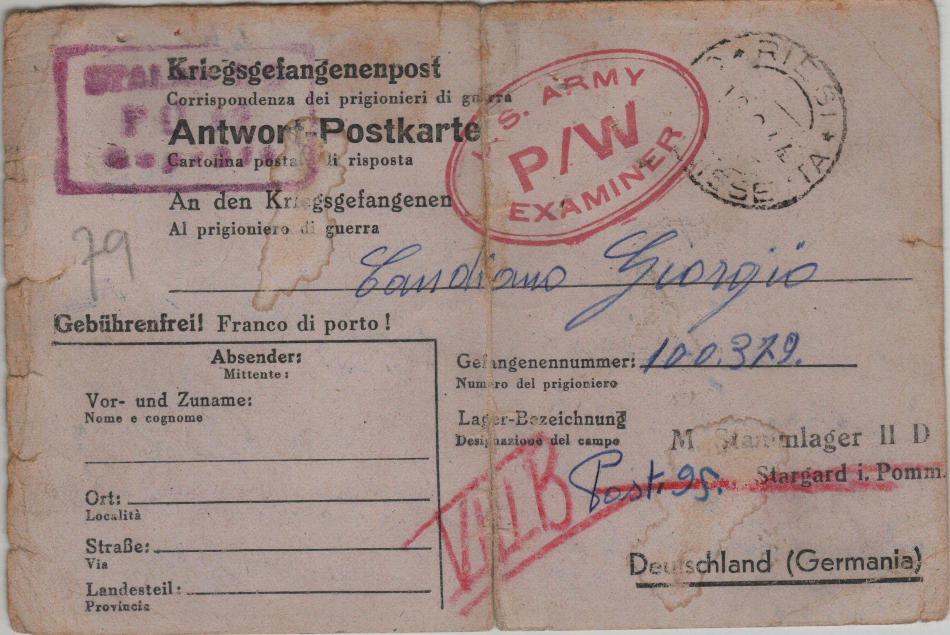 Kriegsgefangenenpost
Corrispondenza dei prigionieri di guerra
Antwort-Postkarte
Cartolina postale di risposta
An den Kriegsgefangenen
Al prigioniero di guerra
U.S. ARMY
P/W
EXAMINER
79
Candiano Giorgio
Gebührenfrei! Franco di porto!
Absender:
Mittente:
Vor- und Zuname:
Nome e cognome
Ort:
Località
Straße:
Via
Landesteil:
Provincia
Gefangenennummer: 100.379.
Numero del prigioniero
Lager-Bezeichnung
Designazione del campo
M. Stammlager II D
Post. 95. Stargard i. Pomm.
Deutschland (Germania)